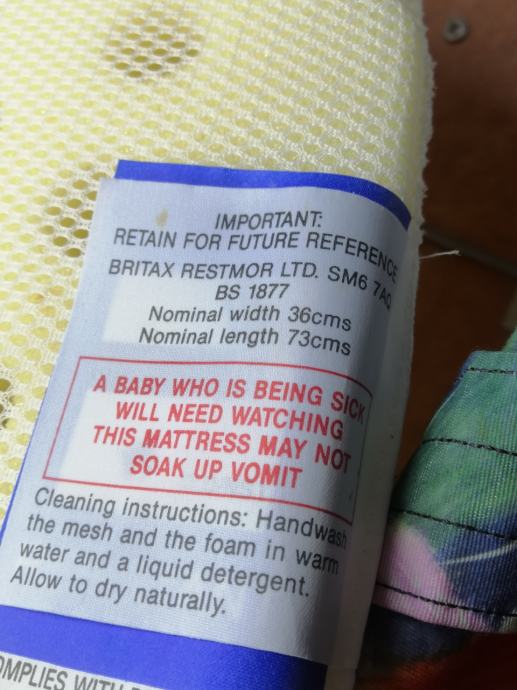 IMPORTANT:
RETAIN FOR FUTURE REFERENCE
BRITAX RESTMOR LTD. SM6 7AQ
BS 1877
Nominal width 36cms
Nominal length 73cms
A BABY WHO IS BEING SICK
WILL NEED WATCHING
THIS MATTRESS MAY NOT
SOAK UP VOMIT
Cleaning instructions: Handwash
the mesh and the foam in warm
water and a liquid detergent.
Allow to dry naturally.
OMPLIES WITH